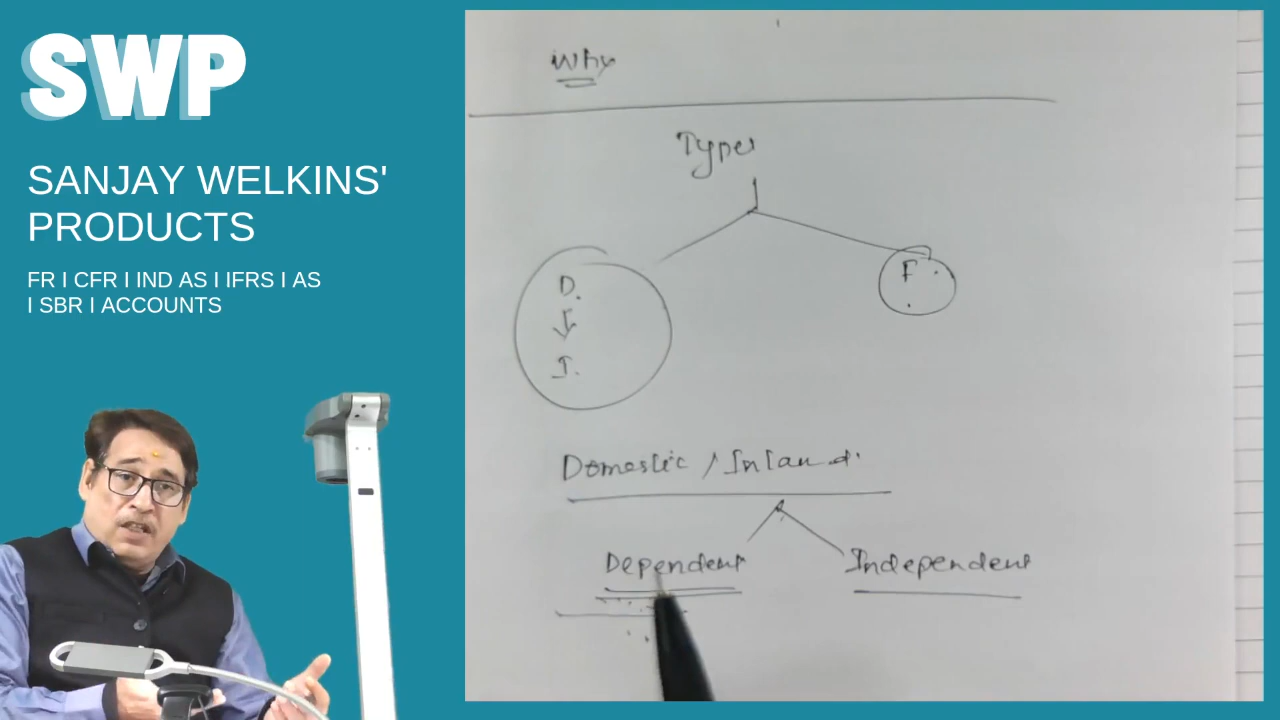 SWP
SANJAY WELKINS'
PRODUCTS
FR I CFR I IND AS I IFRS I AS
I SBR I ACCOUNTS
Why
Types
D.
I.
F
Domestic / Inland.
Dependent
Independent